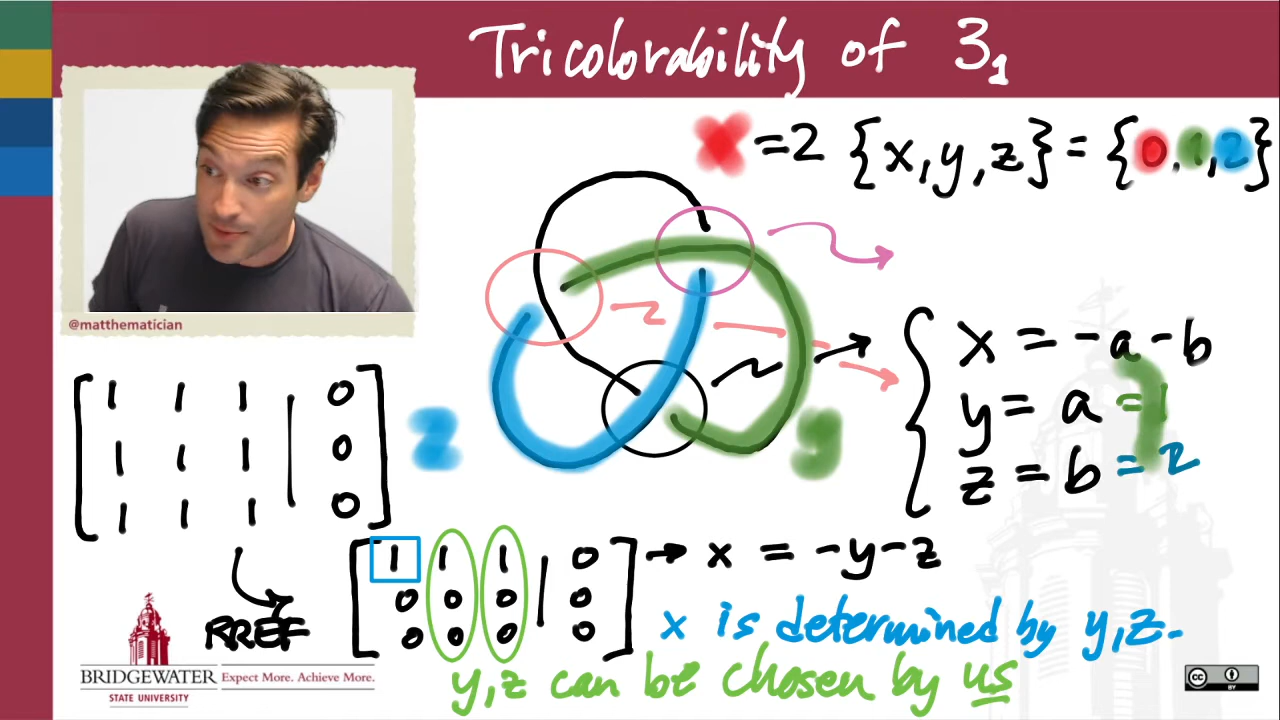 Tricolorability of 3₁
x = 2 {x, y, z} = {0, 1, 2}
@matthematician
z
y
x = -a-b
y = a = 1
z = b = 2
1 1 1 | 0
1 1 1 | 0
1 1 1 | 0
RREF
1 1 1 | 0
0 0 0 | 0
0 0 0 | 0
→ x = -y-z
x is determined by y,z.
y,z can be chosen by us
BRIDGEWATER
STATE UNIVERSITY
Expect More. Achieve More.
cc
BY